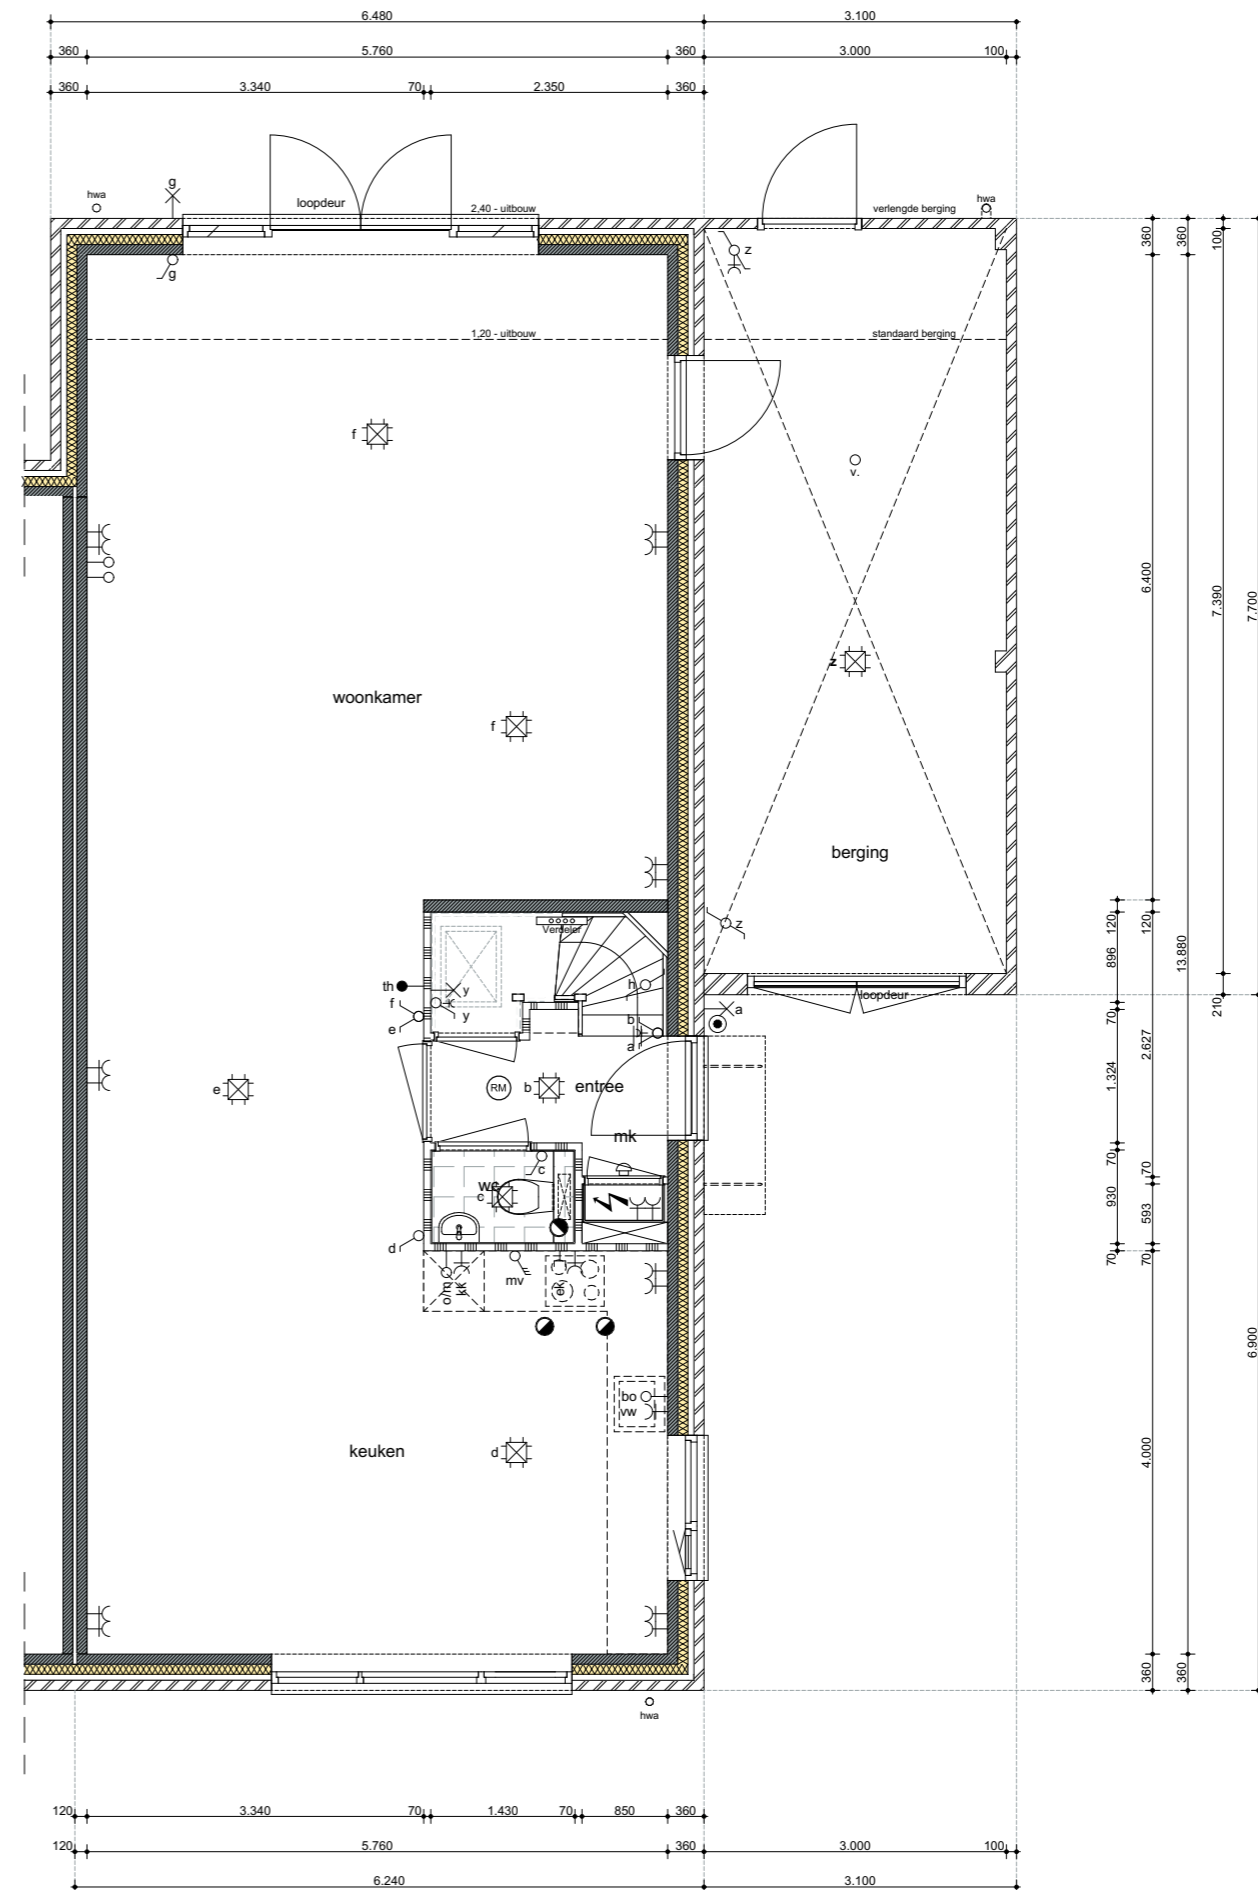 6.480 3.100
360 5.760 360 3.000 100
360 3.340 70 2.350 360
hwa g loopdeur 2,40 - uitbouw verlengde berging hwa
g z
1,20 - uitbouw standaard berging
360 360 100
f
v.
6.400 7.390 7.700
z
woonkamer
f
berging
Verdeler z
120 120
896 13.880
th y h loopdeur
f y b a
e a
70 210
1.324 2.627
e RM b entree
mk
c
70 70
wc
c
930 593
d
mv
70 70
o/m kk ek
6.900
bo
vw
keuken d
4.000
360 360
hwa
120 3.340 70 1.430 70 850 360
120 5.760 360 3.000 100
6.240 3.100